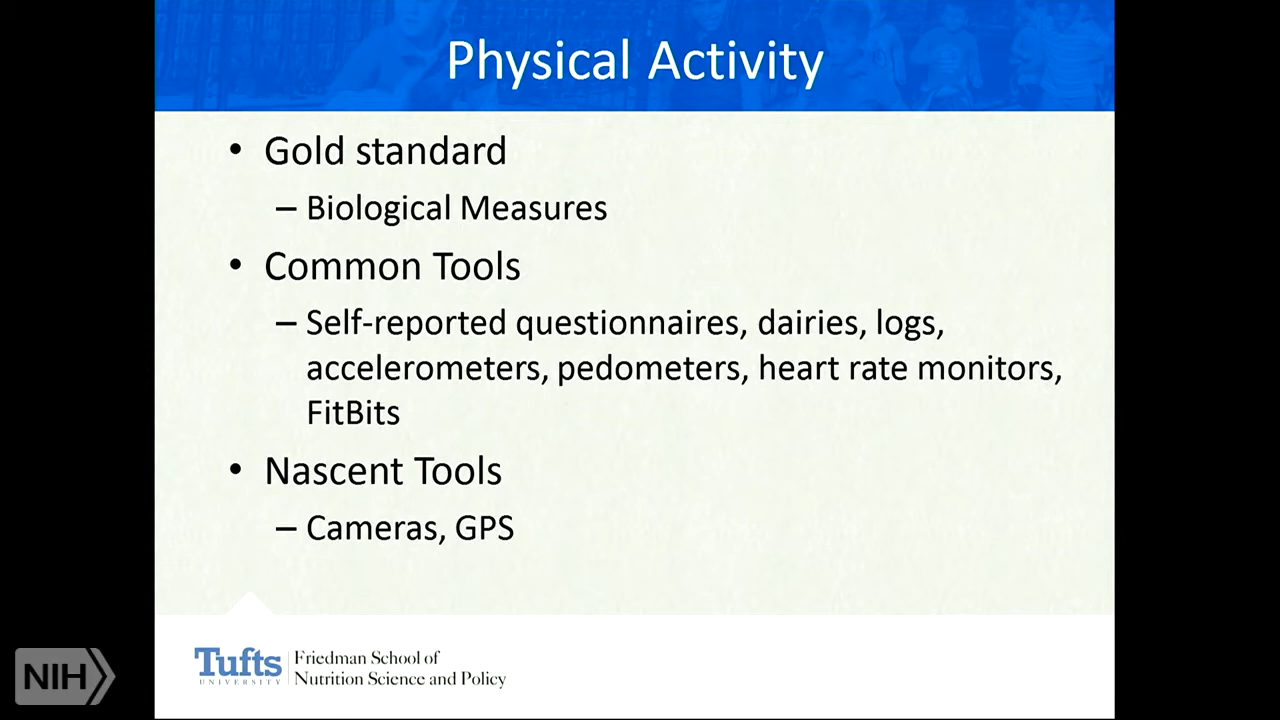 Physical Activity
• Gold standard
– Biological Measures
• Common Tools
– Self-reported questionnaires, dairies, logs,
accelerometers, pedometers, heart rate monitors,
FitBits
• Nascent Tools
– Cameras, GPS
Tufts
UNIVERSITY
Friedman School of
Nutrition Science and Policy
NIH